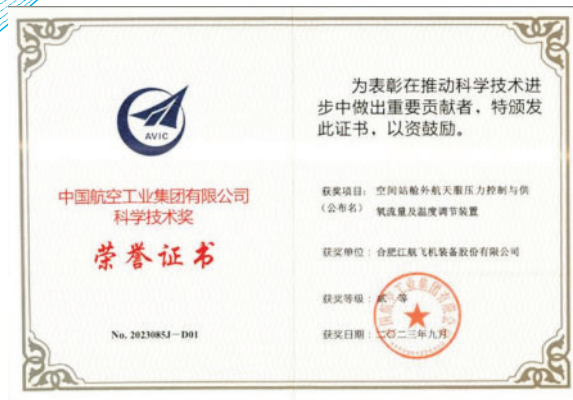 AVIC
中国航空工业集团有限公司
科学技术奖
荣誉证书
No. 2023085J—D01
为表彰在推动科学技术进
步中做出重要贡献者，特颁发
此证书，以资鼓励。
获奖项目： 空间站舱外航天服压力控制与供
（公布名） 氧流量及温度调节装置
获奖单位：合肥江航飞机装备股份有限公司
获奖等级：贰 等
获奖日期：二〇二三年九月